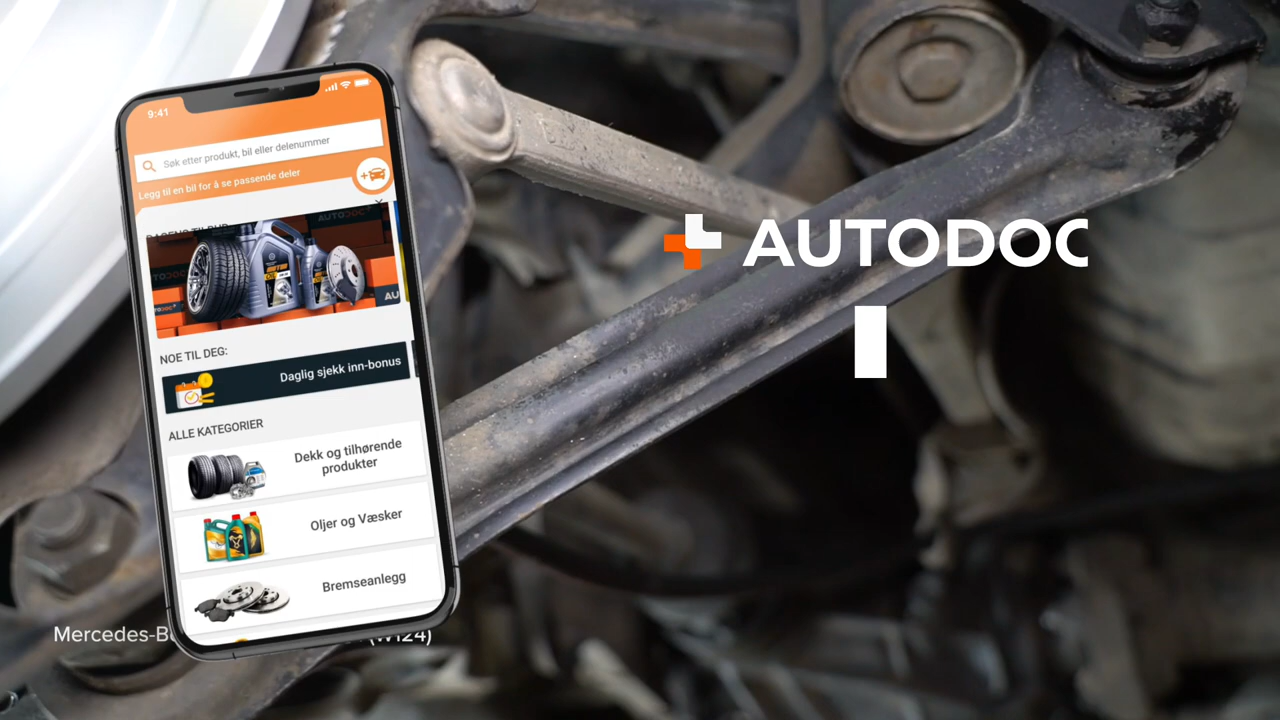 9:41
Søk etter produkt, bil eller delenummer
Legg til en bil for å se passende deler
NOE TIL DEG:
Daglig sjekk inn-bonus
ALLE KATEGORIER
Dekk og tilhørende
produkter
Oljer og Væsker
Bremseanlegg
AUTODOC
(W124)